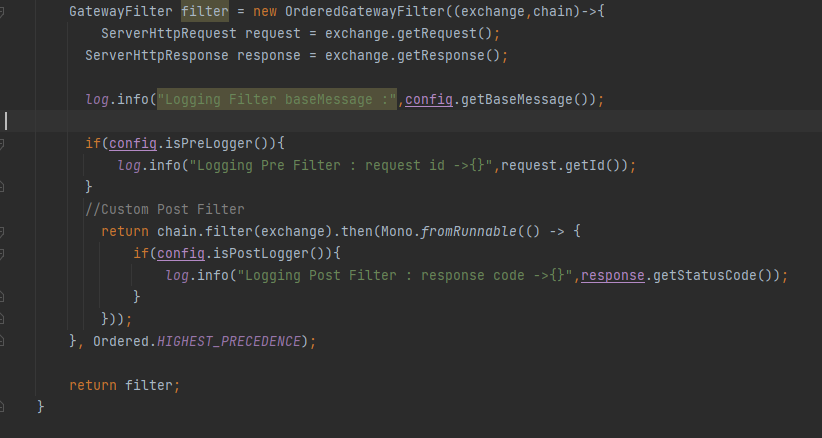 GatewayFilter filter = new OrderedGatewayFilter((exchange,chain)->{
ServerHttpRequest request = exchange.getRequest();
ServerHttpResponse response = exchange.getResponse();
log.info("Logging Filter baseMessage :",config.getBaseMessage());
if(config.isPreLogger()){
log.info("Logging Pre Filter : request id ->{}",request.getId());
}
//Custom Post Filter
return chain.filter(exchange).then(Mono.fromRunnable(() -> {
if(config.isPostLogger()){
log.info("Logging Post Filter : response code ->{}",response.getStatusCode());
}
}));
}, Ordered.HIGHEST_PRECEDENCE);
return filter;
}